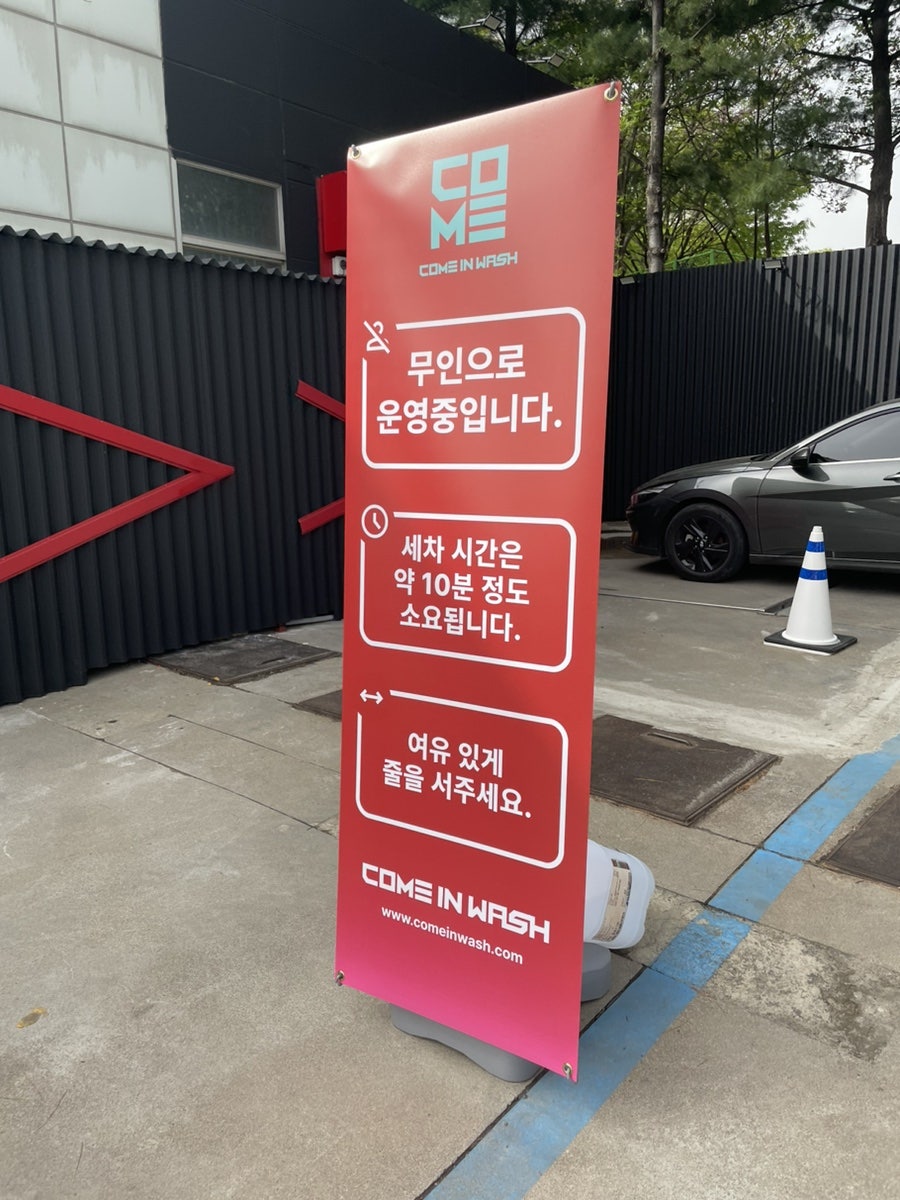 CO
ME
COME IN WASH
무인으로
운영중입니다.
세차 시간은
약 10분 정도
소요됩니다.
여유 있게
줄을 서주세요.
COME IN WASH
www.comeinwash.com